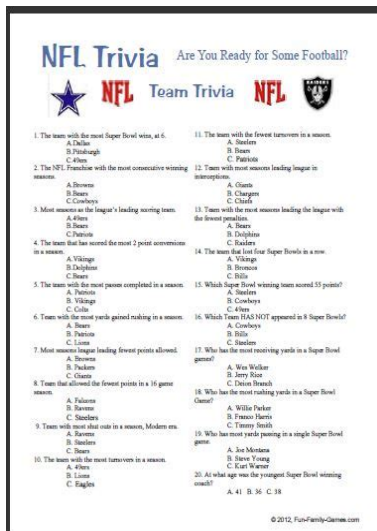 NFL Trivia
Are You Ready for Some Football?
NFL
Team Trivia
NFL
RAIDERS
1. The team with the most Super Bowl wins, at 6.
A.Dallas
B.Pittsburgh
C.49ers
2. The NFL Franchise with the most consecutive winning
seasons.
A.Browns
B.Bears
C.Cowboys
3. Most seasons as the league's leading scoring team.
A.49ers
B.Bears
C.Patriots
4. The team that has scored the most 2 point conversions
in a season.
A.Vikings
B.Dolphins
C.Bears
5. The team with the most passes completed in a season.
A. Patriots
B. Vikings
C. Colts
6. Team with the most yards gained rushing in a season.
A. Bears
B. Patriots
C. Lions
7. Most seasons league leading fewest points allowed.
A. Browns
B. Packers
C. Giants
8. Team that allowed the fewest points in a 16 game
season.
A. Falcons
B. Ravens
C. Steelers
9. Team with most shut outs in a season, Modern era.
A. Ravens
B. Steelers
C. Bears
10. The team with the most turnovers in a season.
A. 49ers
B. Lions
C. Eagles
11. The team with the fewest turnovers in a season.
A. Steelers
B. Bears
C. Patriots
12. Team with most seasons leading league in
interceptions.
A. Giants
B. Chargers
C. Chiefs
13. Team with the most seasons leading the league with
the fewest penalties.
A. Bears
B. Dolphins
C. Raiders
14. The team that lost four Super Bowls in a row.
A. Vikings
B. Broncos
C. Bills
15. Which Super Bowl winning team scored 55 points?
A. Steelers
B. Cowboys
C. 49ers
16. Which Team HAS NOT appeared in 8 Super Bowls?
A. Cowboys
B. Bills
C. Steelers
17. Who has the most receiving yards in a Super Bowl
games?
A. Wes Welker
B. Jerry Rice
C. Deion Branch
18. Who has the most rushing yards in a Super Bowl
Game?
A. Willie Parker
B. Franco Harris
C. Timmy Smith
19. Who has most yards passing in a single Super Bowl
game.
A. Joe Montana
B. Steve Young
C. Kurt Warner
20. At what age was the youngest Super Bowl winning
coach?
A. 41 B. 36 C. 38
© 2012, Fun-Family-Games.com